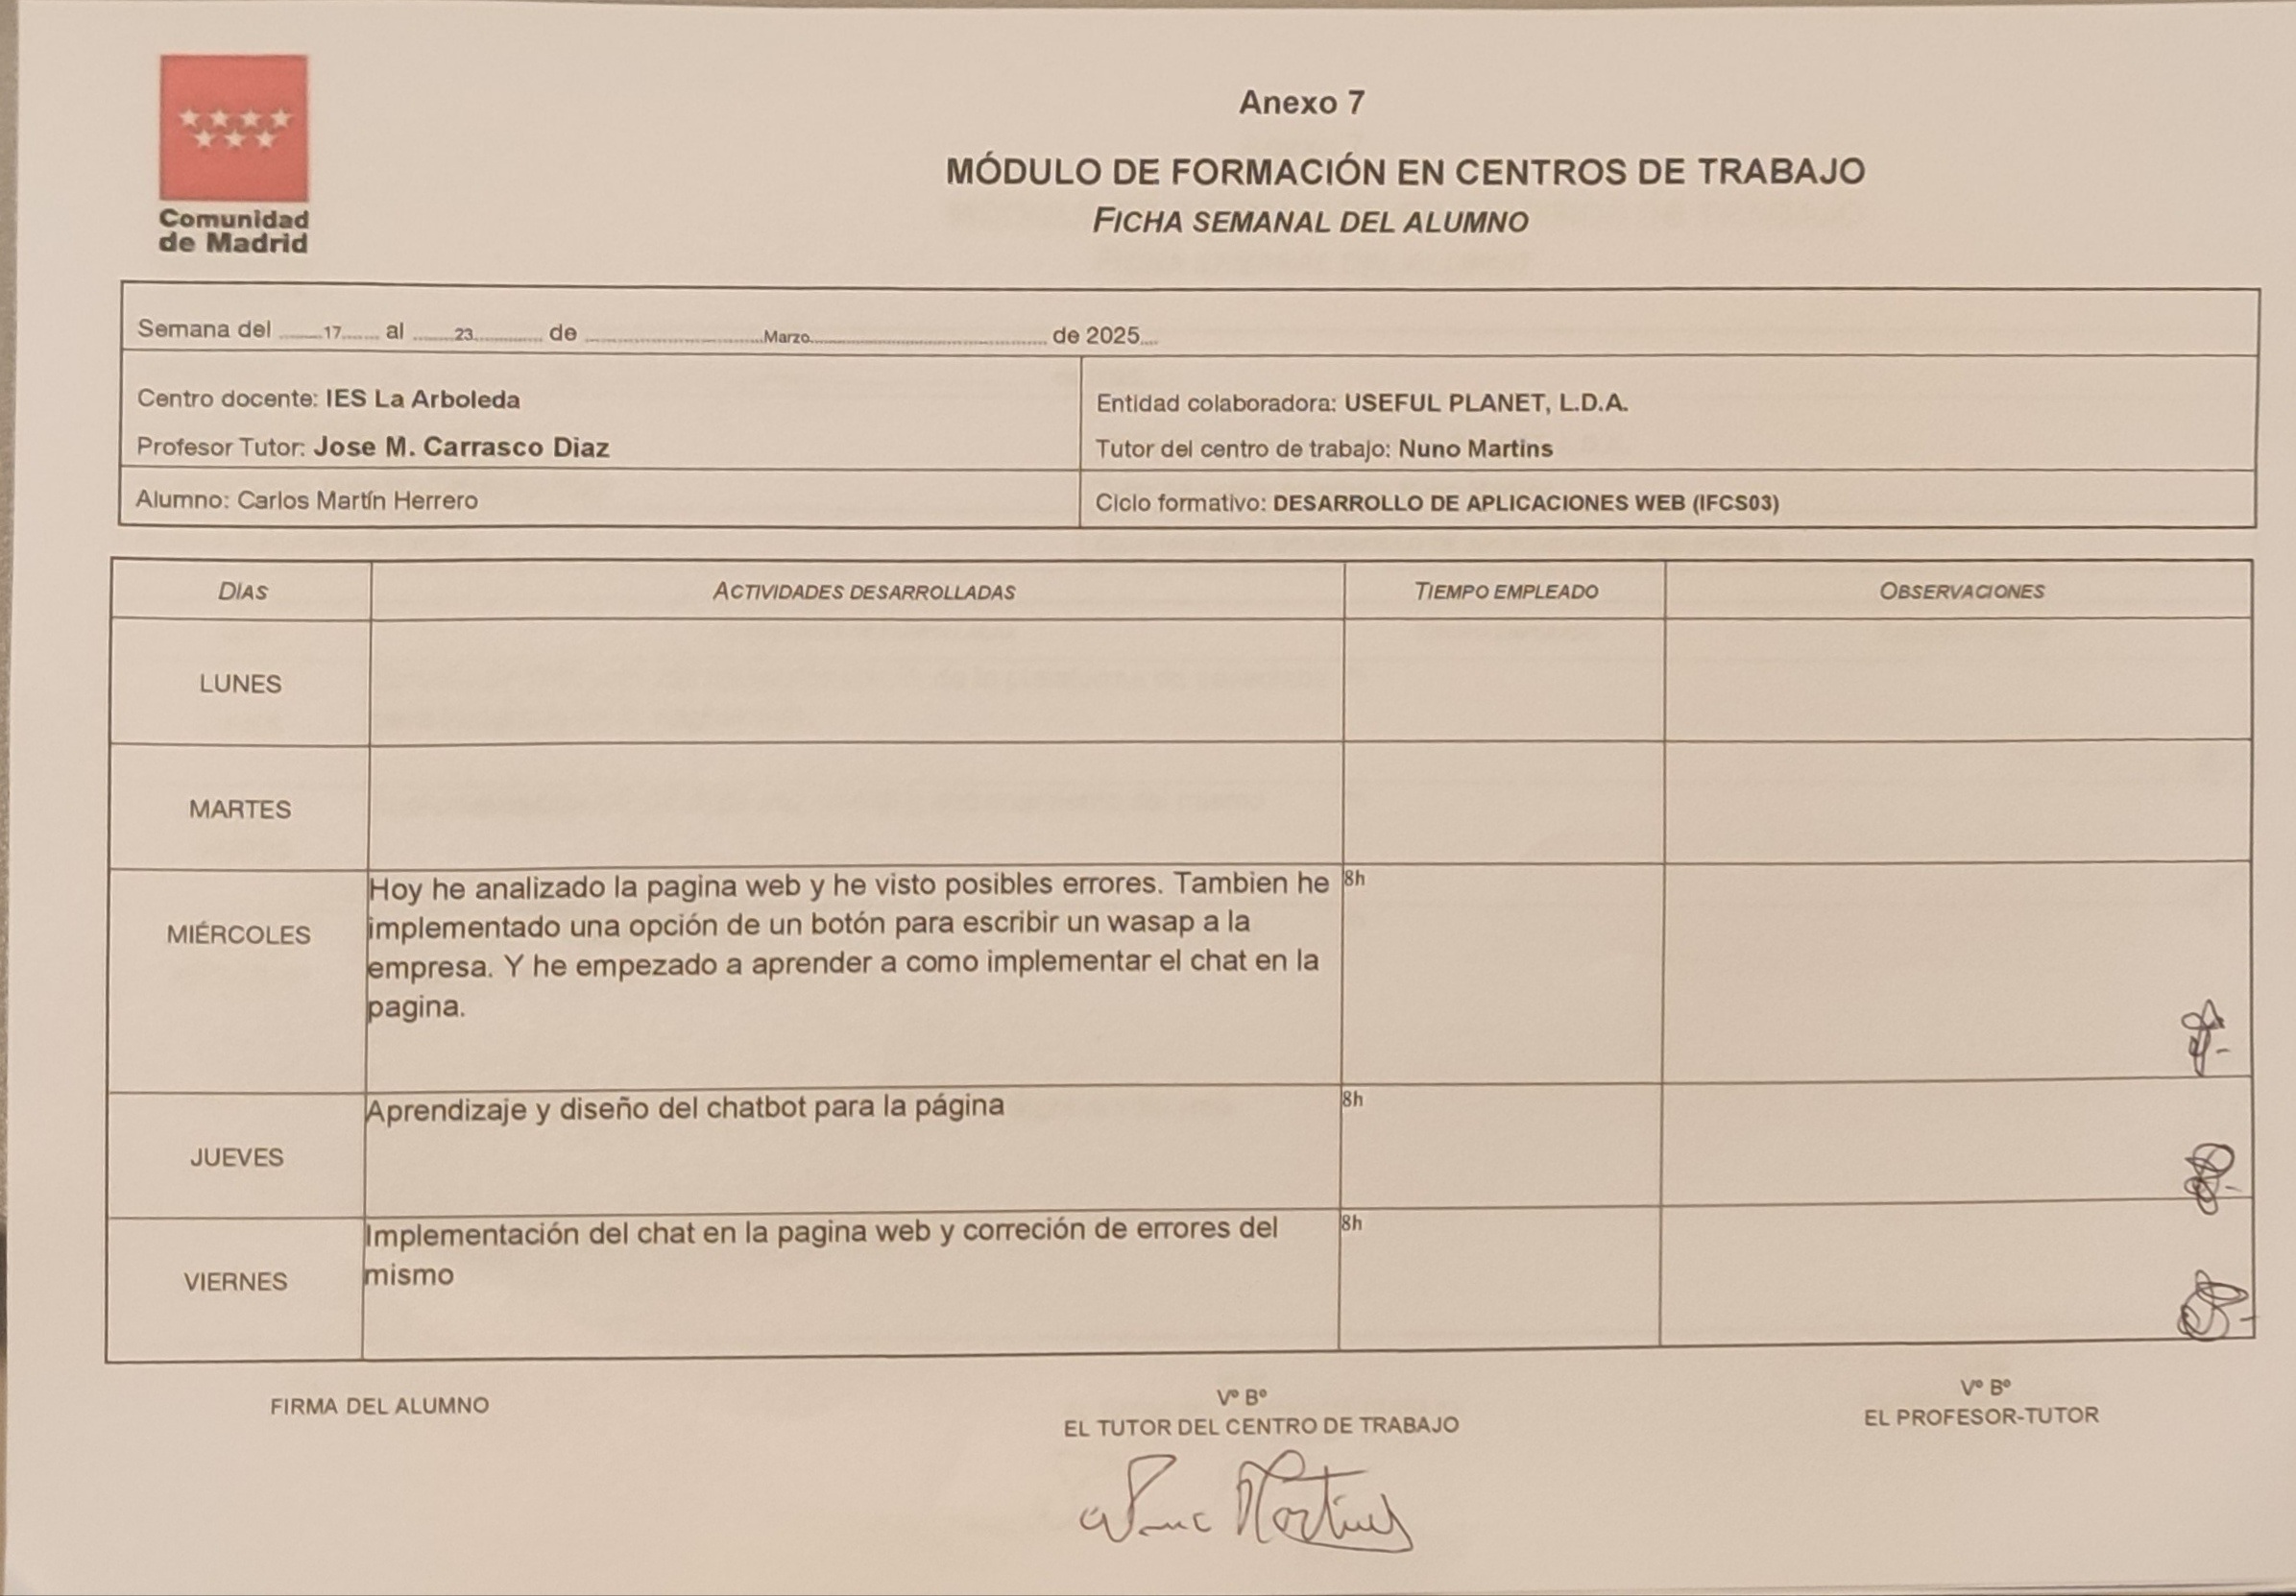 Comunidad
de Madrid
Anexo 7
MÓDULO DE FORMACIÓN EN CENTROS DE TRABAJO
FICHA SEMANAL DEL ALUMNO
Semana del ........17....... al ........23............. de ....................................Marzo............................................... de 2025....
Centro docente: IES La Arboleda
Profesor Tutor: Jose M. Carrasco Diaz
Entidad colaboradora: USEFUL PLANET, L.D.A.
Tutor del centro de trabajo: Nuno Martins
Alumno: Carlos Martín Herrero
Ciclo formativo: DESARROLLO DE APLICACIONES WEB (IFCS03)
DÍAS ACTIVIDADES DESARROLLADAS TIEMPO EMPLEADO OBSERVACIONES
LUNES
MARTES
MIÉRCOLES
Hoy he analizado la pagina web y he visto posibles errores. Tambien he
implementado una opción de un botón para escribir un wasap a la
empresa. Y he empezado a aprender a como implementar el chat en la
pagina.
8h
JUEVES
Aprendizaje y diseño del chatbot para la página
8h
VIERNES
Implementación del chat en la pagina web y correción de errores del
mismo
8h
FIRMA DEL ALUMNO
Vº Bº
EL TUTOR DEL CENTRO DE TRABAJO
Nuno Martins
Vº Bº
EL PROFESOR-TUTOR